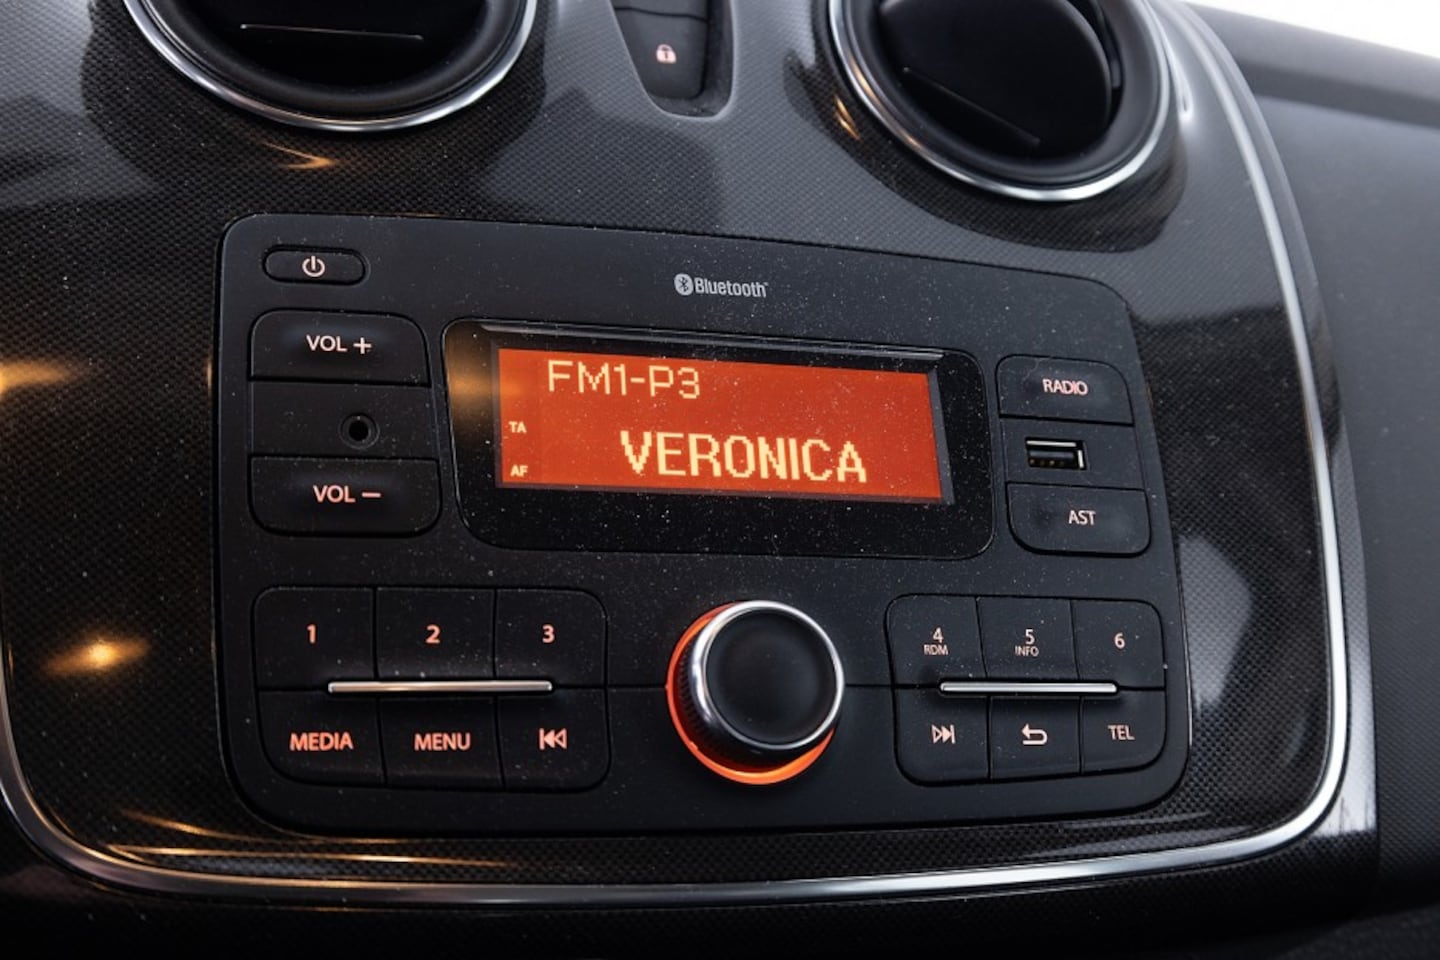 Bluetooth
VOL +
FM1-P3
TA
VERONICA
AF
RADIO
VOL −
AST
1 2 3
4 5 6
RDM INFO
MEDIA MENU
TEL